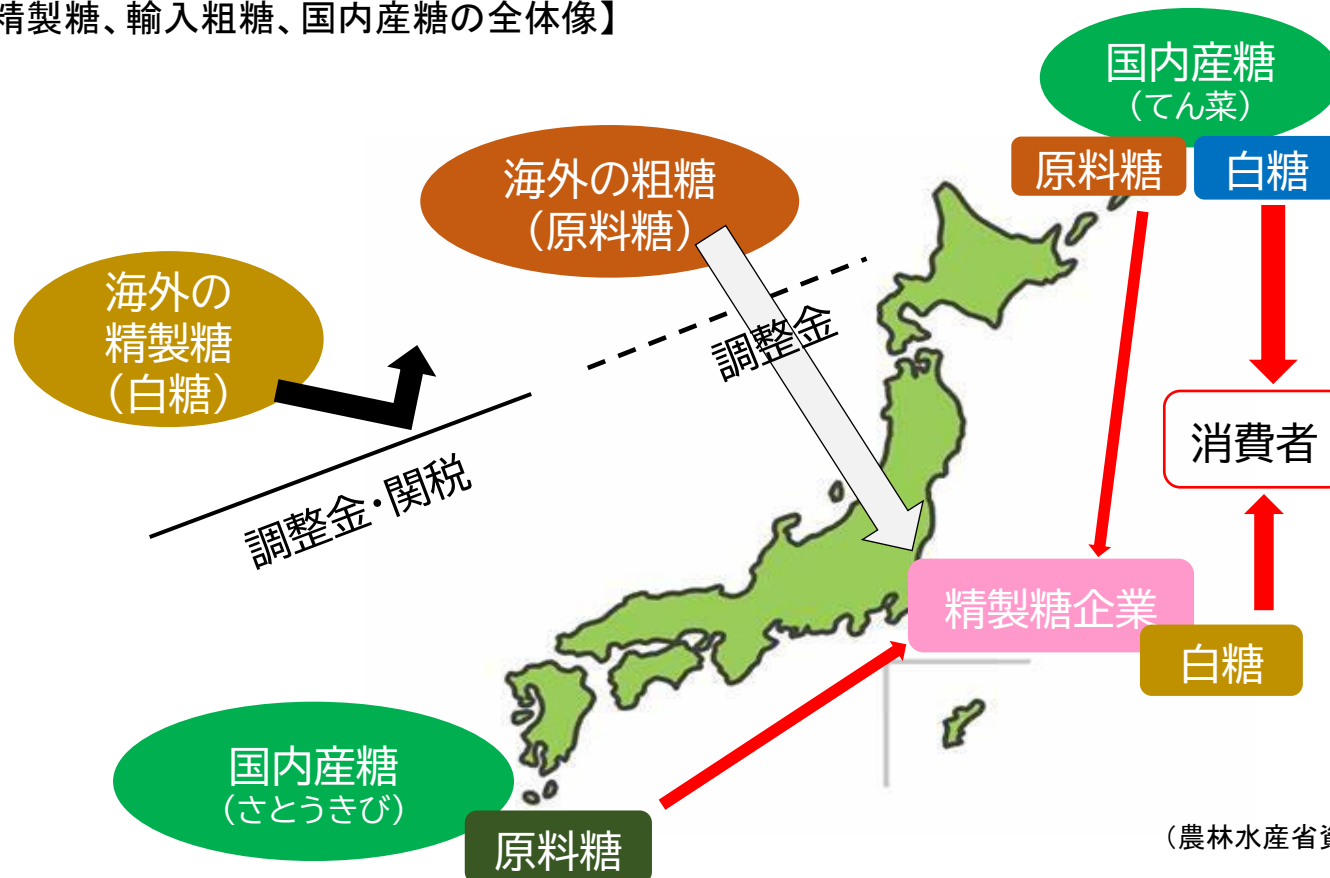 精製糖、輸入粗糖、国内産糖の全体像】
国内産糖
（てん菜）
原料糖
白糖
海外の粗糖
（原料糖）
海外の
精製糖
（白糖）
調整金
調整金・関税
消費者
精製糖企業
白糖
国内産糖
（さとうきび）
原料糖
（農林水産省資